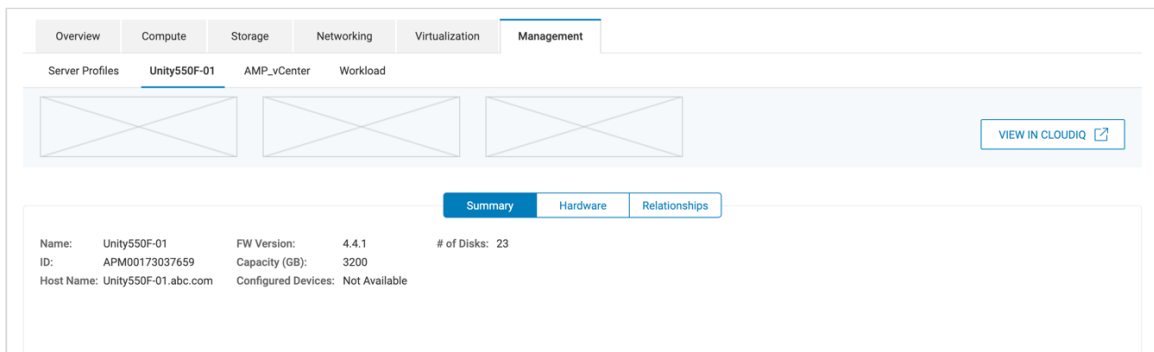 Overview Compute Storage Networking Virtualization Management
Server Profiles Unity550F-01 AMP_vCenter Workload
VIEW IN CLOUDIQ
Summary Hardware Relationships
Name: Unity550F-01 FW Version: 4.4.1 # of Disks: 23
ID: APM00173037659 Capacity (GB): 3200
Host Name: Unity550F-01.abc.com Configured Devices: Not Available